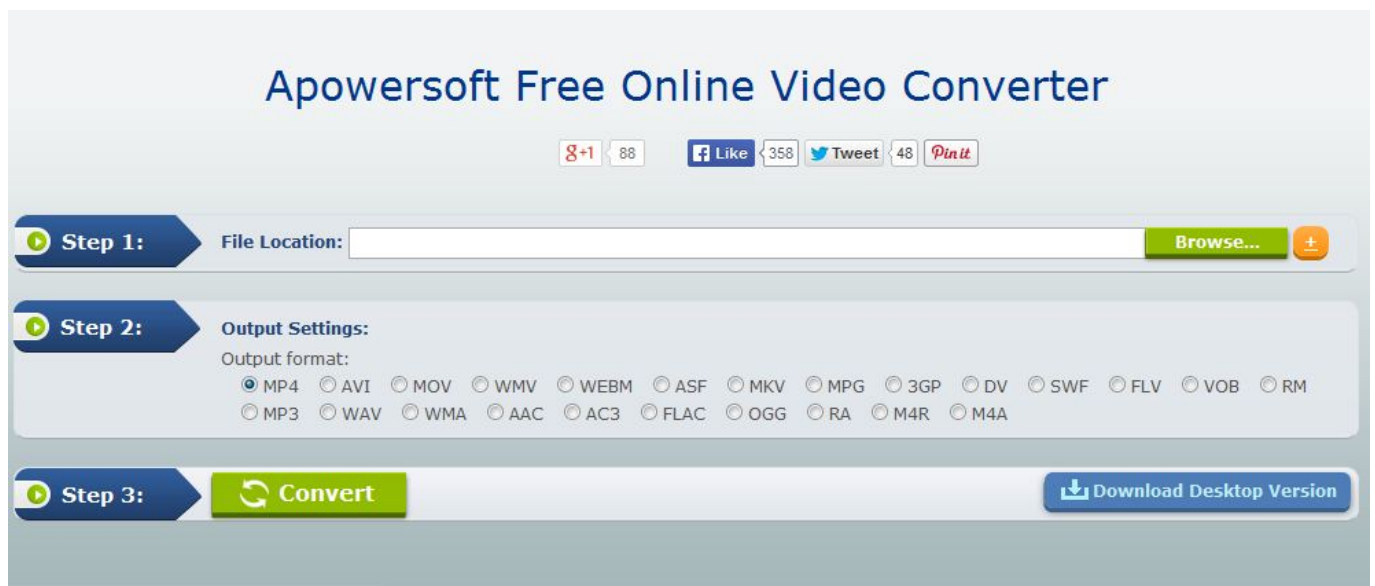 Apowersoft Free Online Video Converter
g+1 88 Like 358 Tweet 48 Pin it
Step 1: File Location: Browse... ±
Step 2: Output Settings:
Output format:
MP4 AVI MOV WMV WEBM ASF MKV MPG 3GP DV SWF FLV VOB RM
MP3 WAV WMA AAC AC3 FLAC OGG RA M4R M4A
Step 3: Convert Download Desktop Version